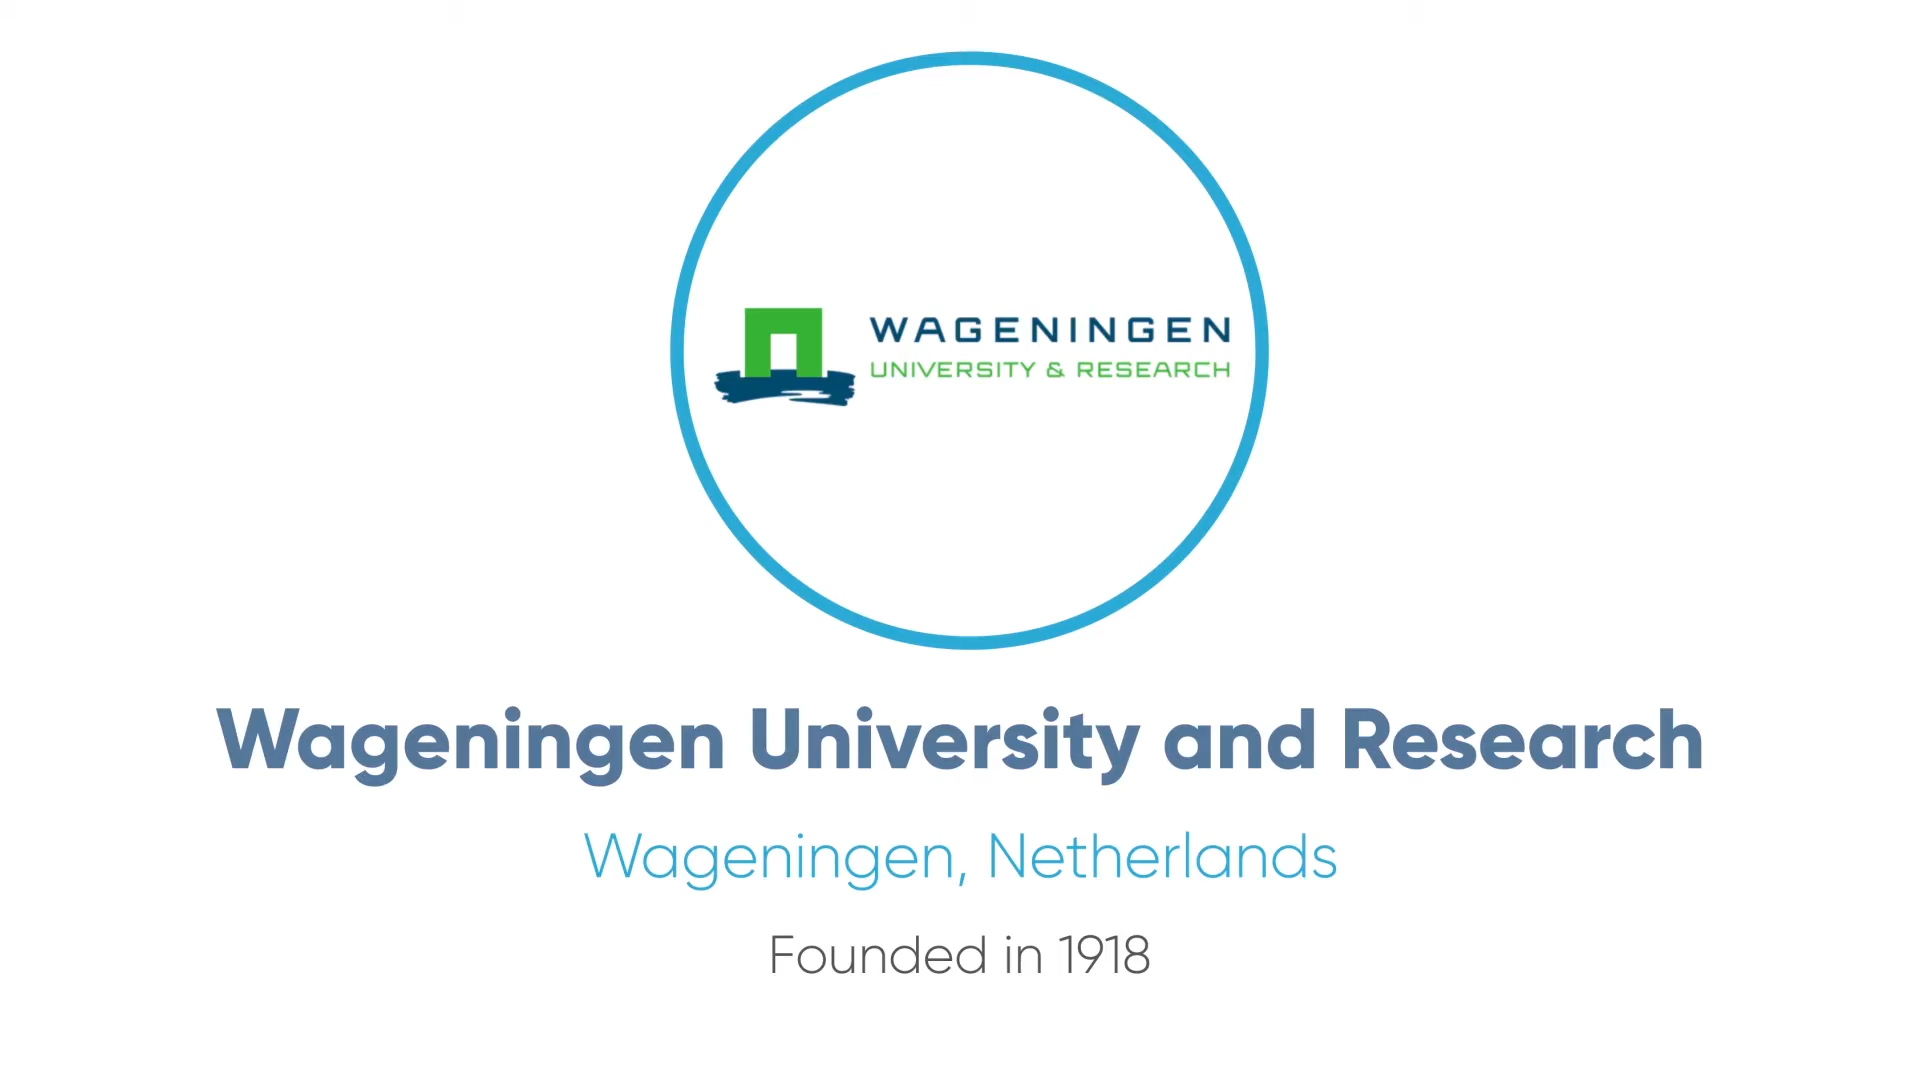 WAGENINGEN
UNIVERSITY & RESEARCH
Wageningen University and Research
Wageningen, Netherlands
Founded in 1918